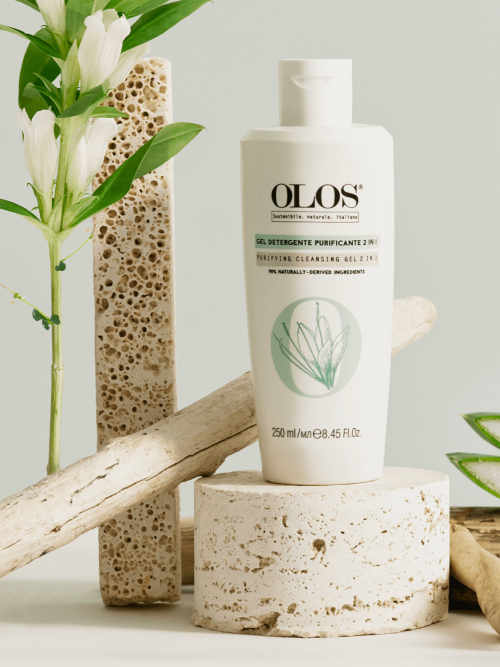 OLOS®
Sostenibile, naturale, italiano
GEL DETERGENTE PURIFICANTE 2 IN 1
PURIFYING CLEANSING GEL 2 IN 1
98% NATURALLY-DERIVED INGREDIENTS
250 ml/мл℮8.45 Fl.Oz.